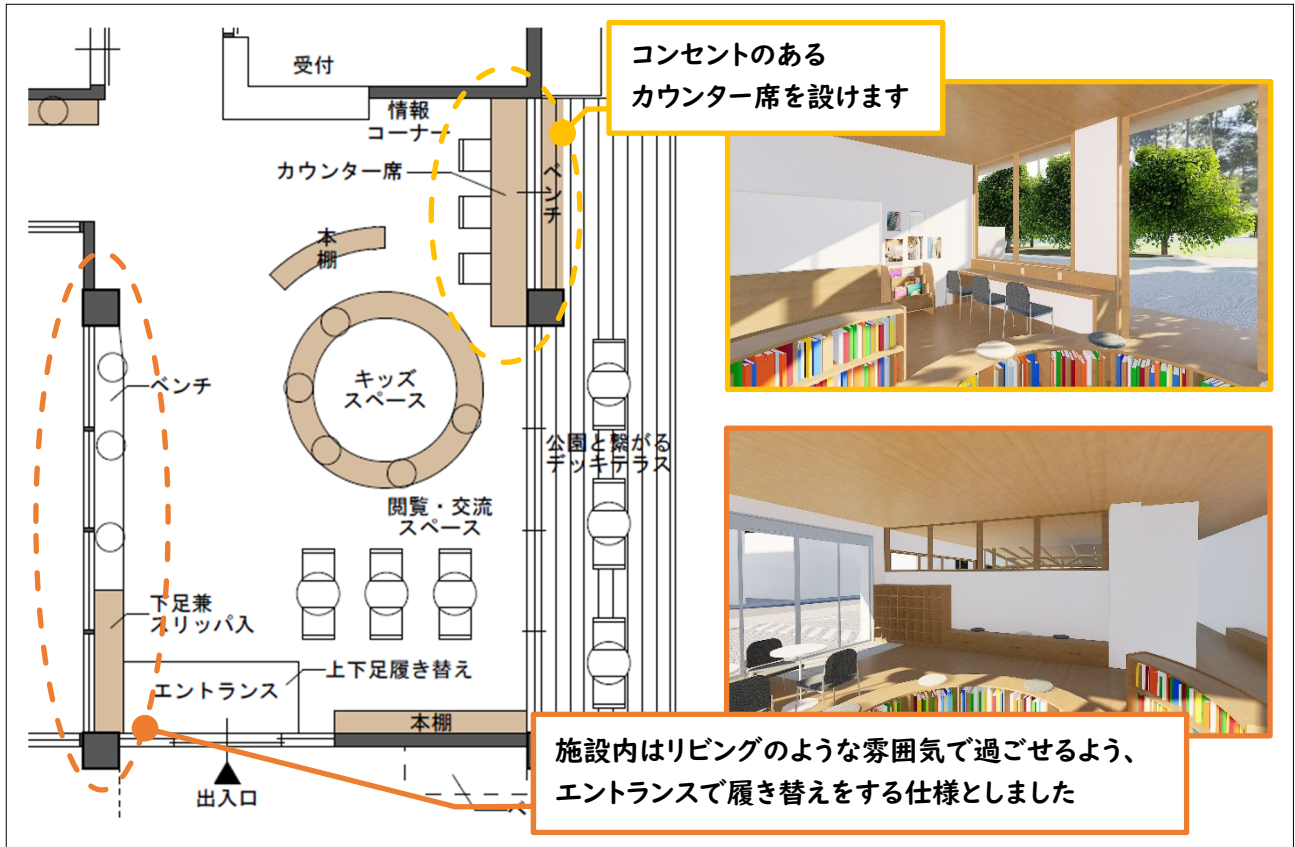 コンセントのある
カウンター席を設けます
受付
情報
コーナー
カウンター席
ベンチ
本棚
キッズ
スペース
ベンチ
公園と繋がる
デッキテラス
閲覧・交流
スペース
下足兼
スリッパ入
上下足履き替え
エントランス
本棚
出入口
施設内はリビングのような雰囲気で過ごせるよう、
エントランスで履き替えをする仕様としました